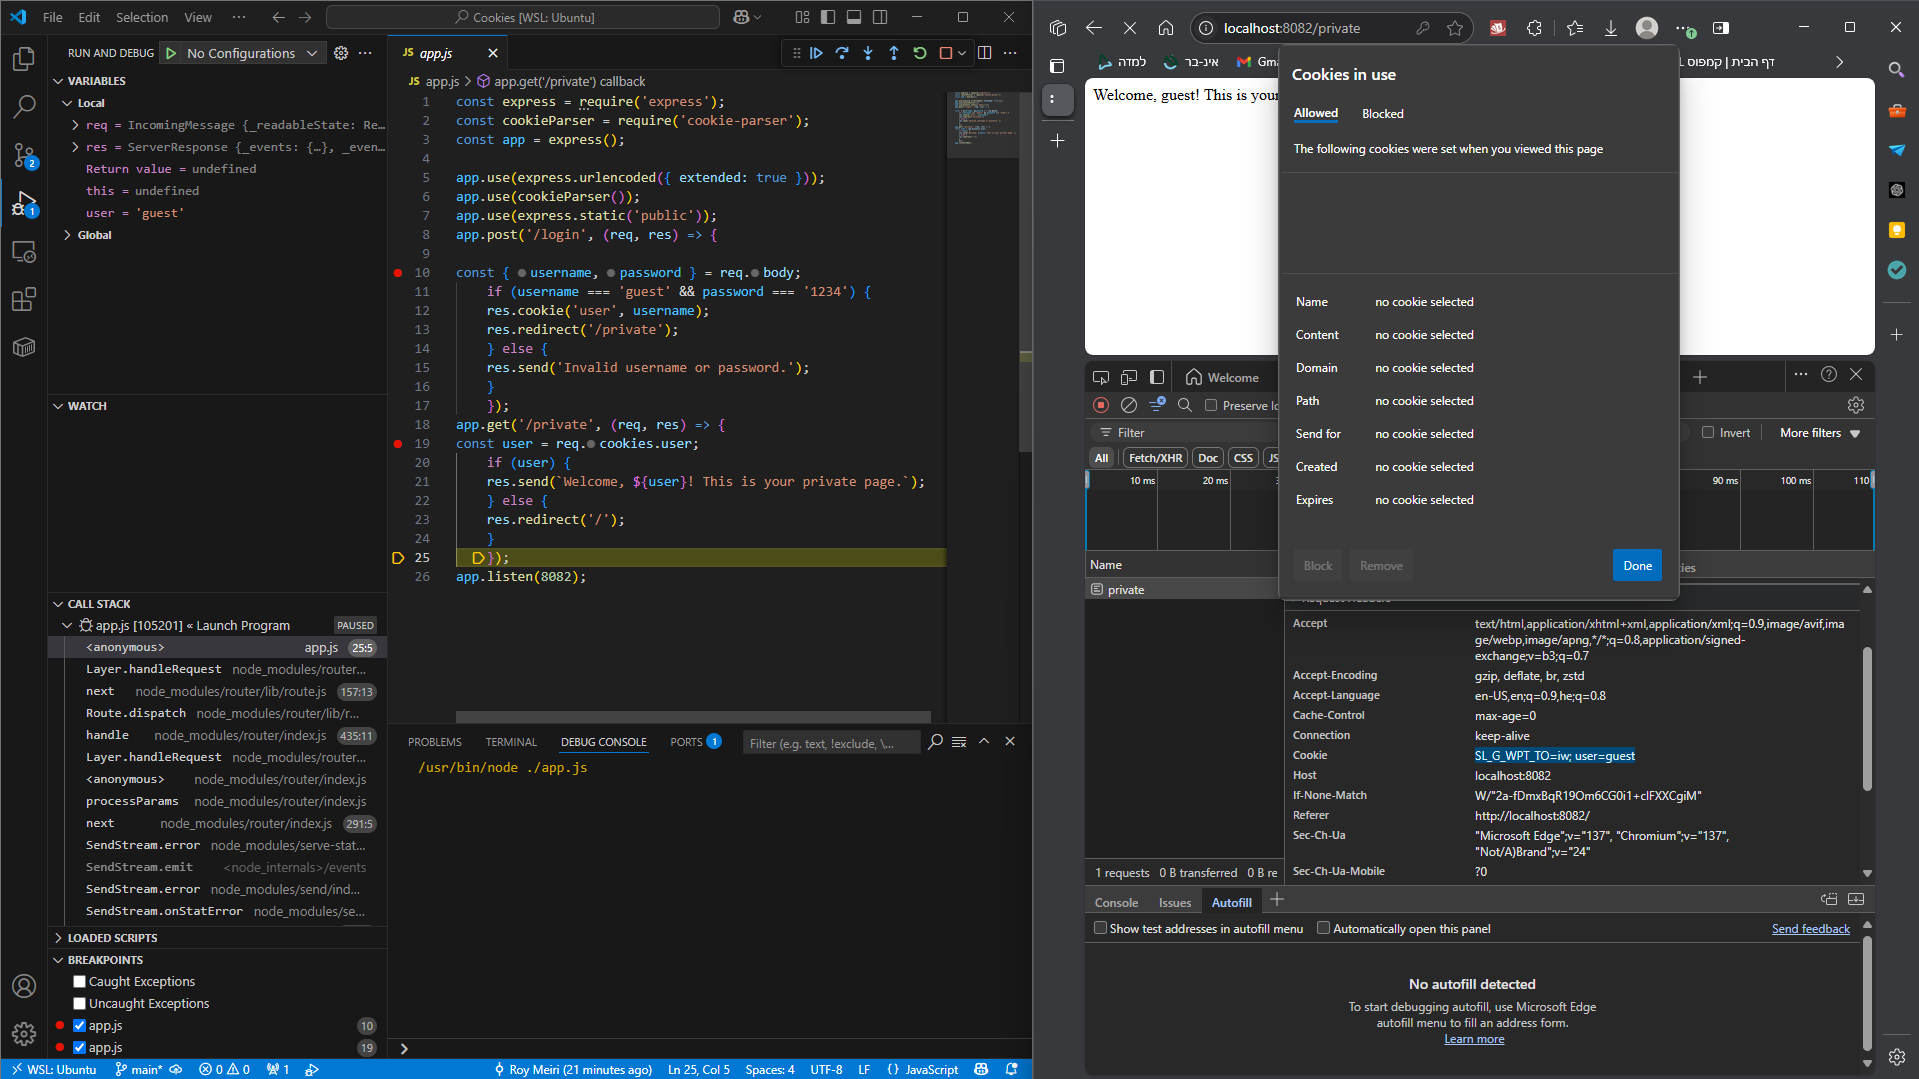 File Edit Selection View ··· Cookies [WSL: Ubuntu]
RUN AND DEBUG No Configurations ···
VARIABLES
Local
req = IncomingMessage {_readableState: Re...
res = ServerResponse {_events: {…}, _even...
Return value = undefined
this = undefined
user = 'guest'
Global
WATCH
CALL STACK
app.js [105201] « Launch Program PAUSED
<anonymous> app.js 25:5
Layer.handleRequest node_modules/router...
next node_modules/router/lib/route.js 157:13
Route.dispatch node_modules/router/lib/r...
handle node_modules/router/index.js 435:11
Layer.handleRequest node_modules/router...
<anonymous> node_modules/router/index.js
processParams node_modules/router/index.js
next node_modules/router/index.js 291:5
SendStream.error node_modules/serve-stat...
SendStream.emit <node_internals>/events
SendStream.error node_modules/send/ind...
SendStream.onStatError node_modules/se...
LOADED SCRIPTS
BREAKPOINTS
Caught Exceptions
Uncaught Exceptions
app.js 10
app.js 19
2
1
JS app.js
JS app.js > app.get('/private') callback
1 const express = require('express');
2 const cookieParser = require('cookie-parser');
3 const app = express();
4
5 app.use(express.urlencoded({ extended: true }));
6 app.use(cookieParser());
7 app.use(express.static('public'));
8 app.post('/login', (req, res) => {
9
10 const { username, password } = req. body;
11 if (username === 'guest' && password === '1234') {
12 res.cookie('user', username);
13 res.redirect('/private');
14 } else {
15 res.send('Invalid username or password.');
16 }
17 });
18 app.get('/private', (req, res) => {
19 const user = req. cookies.user;
20 if (user) {
21 res.send(`Welcome, ${user}! This is your private page.`);
22 } else {
23 res.redirect('/');
24 }
25 });
26 app.listen(8082);
PROBLEMS TERMINAL DEBUG CONSOLE PORTS 1 Filter (e.g. text, !exclude, \...
/usr/bin/node ./app.js
WSL: Ubuntu main* 0 0 1 Roy Meiri (21 minutes ago) Ln 25, Col 5 Spaces: 4 UTF-8 LF {} JavaScript
localhost:8082/private
למדה אינ-בר Gma דף הבית | קמפוס
Welcome, guest! This is your
Cookies in use
Allowed Blocked
The following cookies were set when you viewed this page
Name no cookie selected
Content no cookie selected
Domain no cookie selected
Path no cookie selected
Send for no cookie selected
Created no cookie selected
Expires no cookie selected
Block Remove Done
Welcome
Preserve lo
Filter Invert More filters
All Fetch/XHR Doc CSS JS
10 ms 20 ms 90 ms 100 ms 110
Name ies
private
Accept text/html,application/xhtml+xml,application/xml;q=0.9,image/avif,ima
ge/webp,image/apng,*/*;q=0.8,application/signed-
exchange;v=b3;q=0.7
Accept-Encoding gzip, deflate, br, zstd
Accept-Language en-US,en;q=0.9,he;q=0.8
Cache-Control max-age=0
Connection keep-alive
Cookie SL_G_WPT_TO=iw; user=guest
Host localhost:8082
If-None-Match W/"2a-fDmxBqR19Om6CG0i1+clFXXCgiM"
Referer http://localhost:8082/
Sec-Ch-Ua "Microsoft Edge";v="137", "Chromium";v="137",
"Not/A)Brand";v="24"
Sec-Ch-Ua-Mobile ?0
1 requests 0 B transferred 0 B re
Console Issues Autofill
Show test addresses in autofill menu Automatically open this panel Send feedback
No autofill detected
To start debugging autofill, use Microsoft Edge
autofill menu to fill an address form.
Learn more